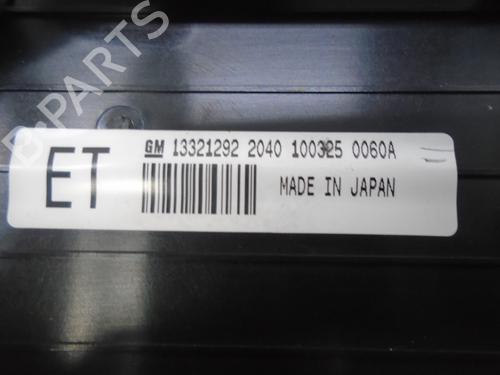 GM 13321292 2040 100325 0060A
ET
MADE IN JAPAN
B-PARTS